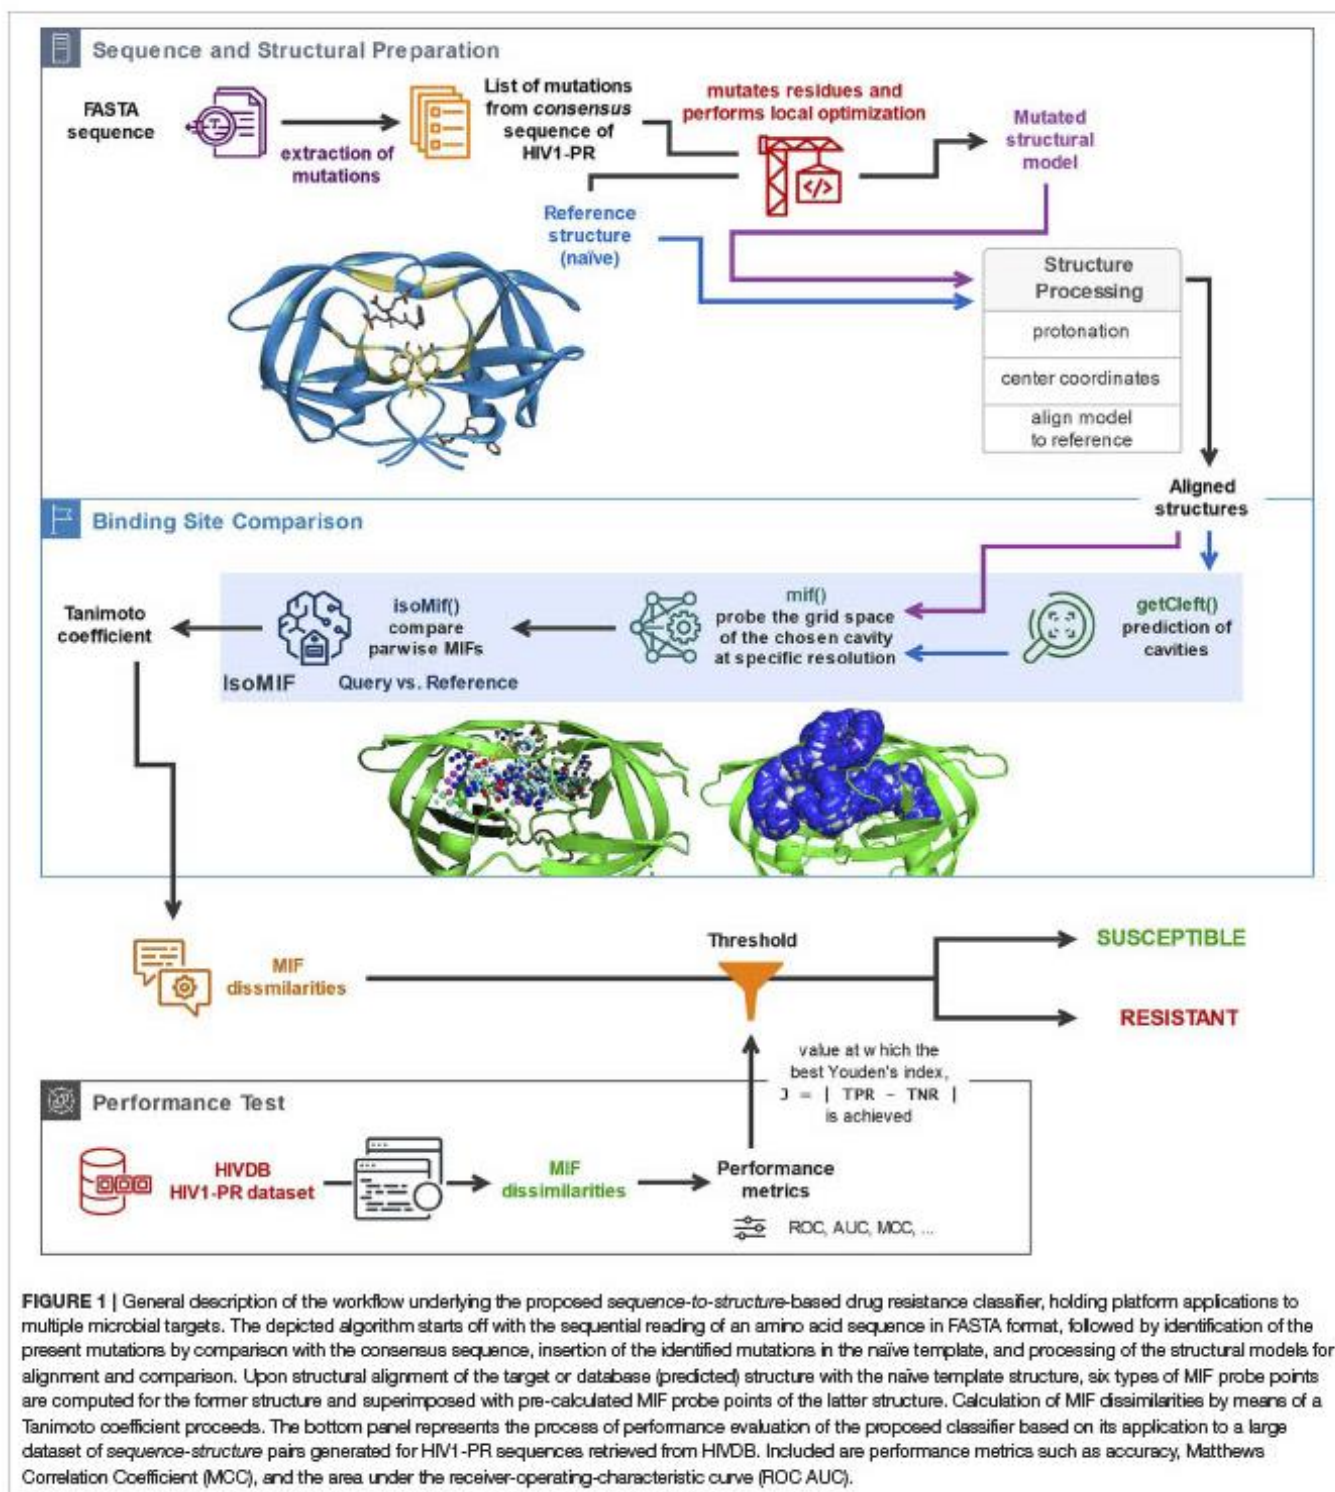 Sequence and Structural Preparation
FASTA
sequence
extraction of
mutations
List of mutations
from consensus
sequence of
HIV1-PR
mutates residues and
performs local optimization
</>
Mutated
structural
model
Reference
structure
(naïve)
Structure
Processing
protonation
center coordinates
align model
to reference
Aligned
structures
Binding Site Comparison
Tanimoto
coefficient
isoMif()
compare
parwise MIFs
IsoMIF
Query vs. Reference
mif()
probe the grid space
of the chosen cavity
at specific resolution
getCleft()
prediction of
cavities
MIF
dissmilarities
Threshold
SUSCEPTIBLE
RESISTANT
value at which the
best Youden's index,
J = | TPR - TNR |
is achieved
Performance Test
HIVDB
HIV1-PR dataset
MIF
dissimilarities
Performance
metrics
ROC, AUC, MCC, ...
FIGURE 1 | General description of the workflow underlying the proposed sequence-to-structure-based drug resistance classifier, holding platform applications to
multiple microbial targets. The depicted algorithm starts off with the sequential reading of an amino acid sequence in FASTA format, followed by identification of the
present mutations by comparison with the consensus sequence, insertion of the identified mutations in the naïve template, and processing of the structural models for
alignment and comparison. Upon structural alignment of the target or database (predicted) structure with the naïve template structure, six types of MIF probe points
are computed for the former structure and superimposed with pre-calculated MIF probe points of the latter structure. Calculation of MIF dissimilarities by means of a
Tanimoto coefficient proceeds. The bottom panel represents the process of performance evaluation of the proposed classifier based on its application to a large
dataset of sequence-structure pairs generated for HIV1-PR sequences retrieved from HIVDB. Included are performance metrics such as accuracy, Matthews
Correlation Coefficient (MCC), and the area under the receiver-operating-characteristic curve (ROC AUC).